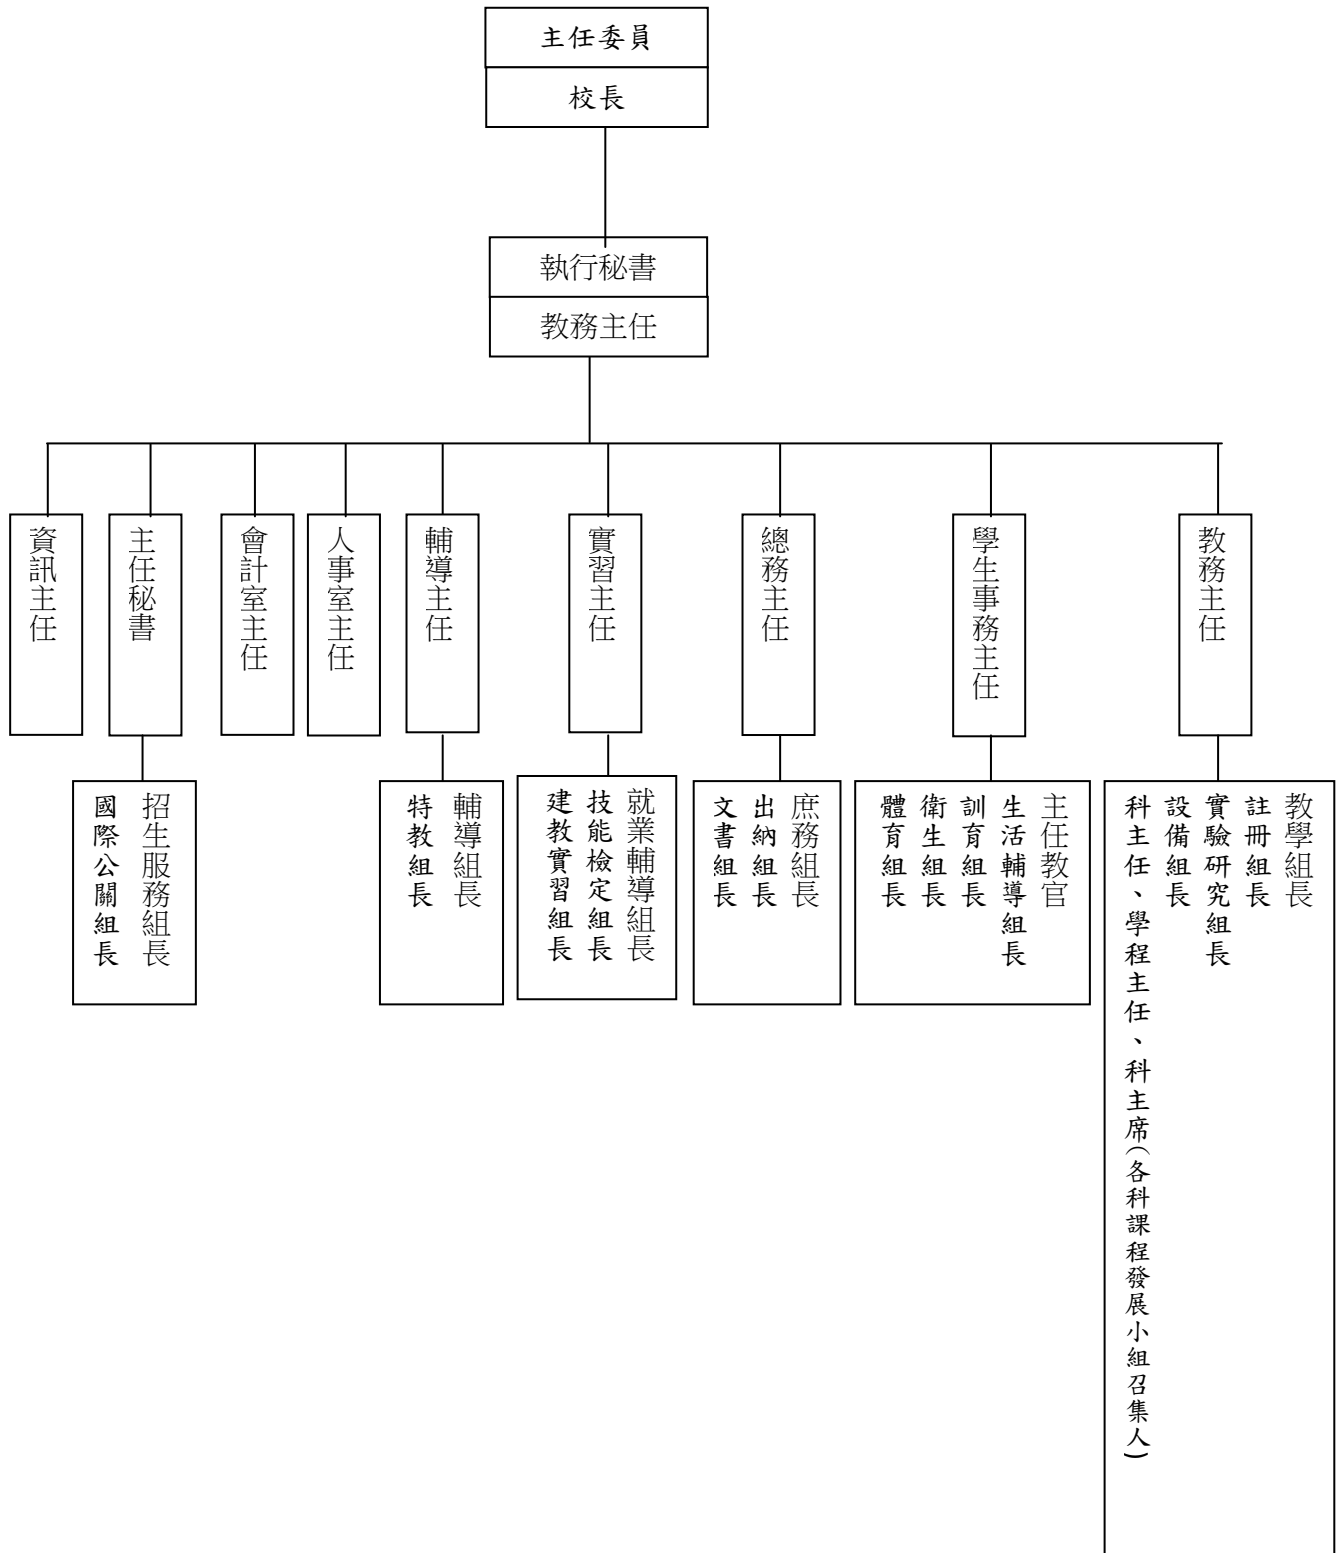 主任委員
校長
執行秘書
教務主任
教務主任
學生事務主任
總務主任
實習主任
輔導主任
人事室主任
會計室主任
主任秘書
資訊主任
教學組長
註冊組長
實驗研究組長
設備組長
科主任、學程主任、科主席(各科課程發展小組召集人)
主任教官
生活輔導組長
訓育組長
衛生組長
體育組長
庶務組長
出納組長
文書組長
就業輔導組長
技能檢定組長
建教實習組長
輔導組長
特教組長
招生服務組長
國際公關組長